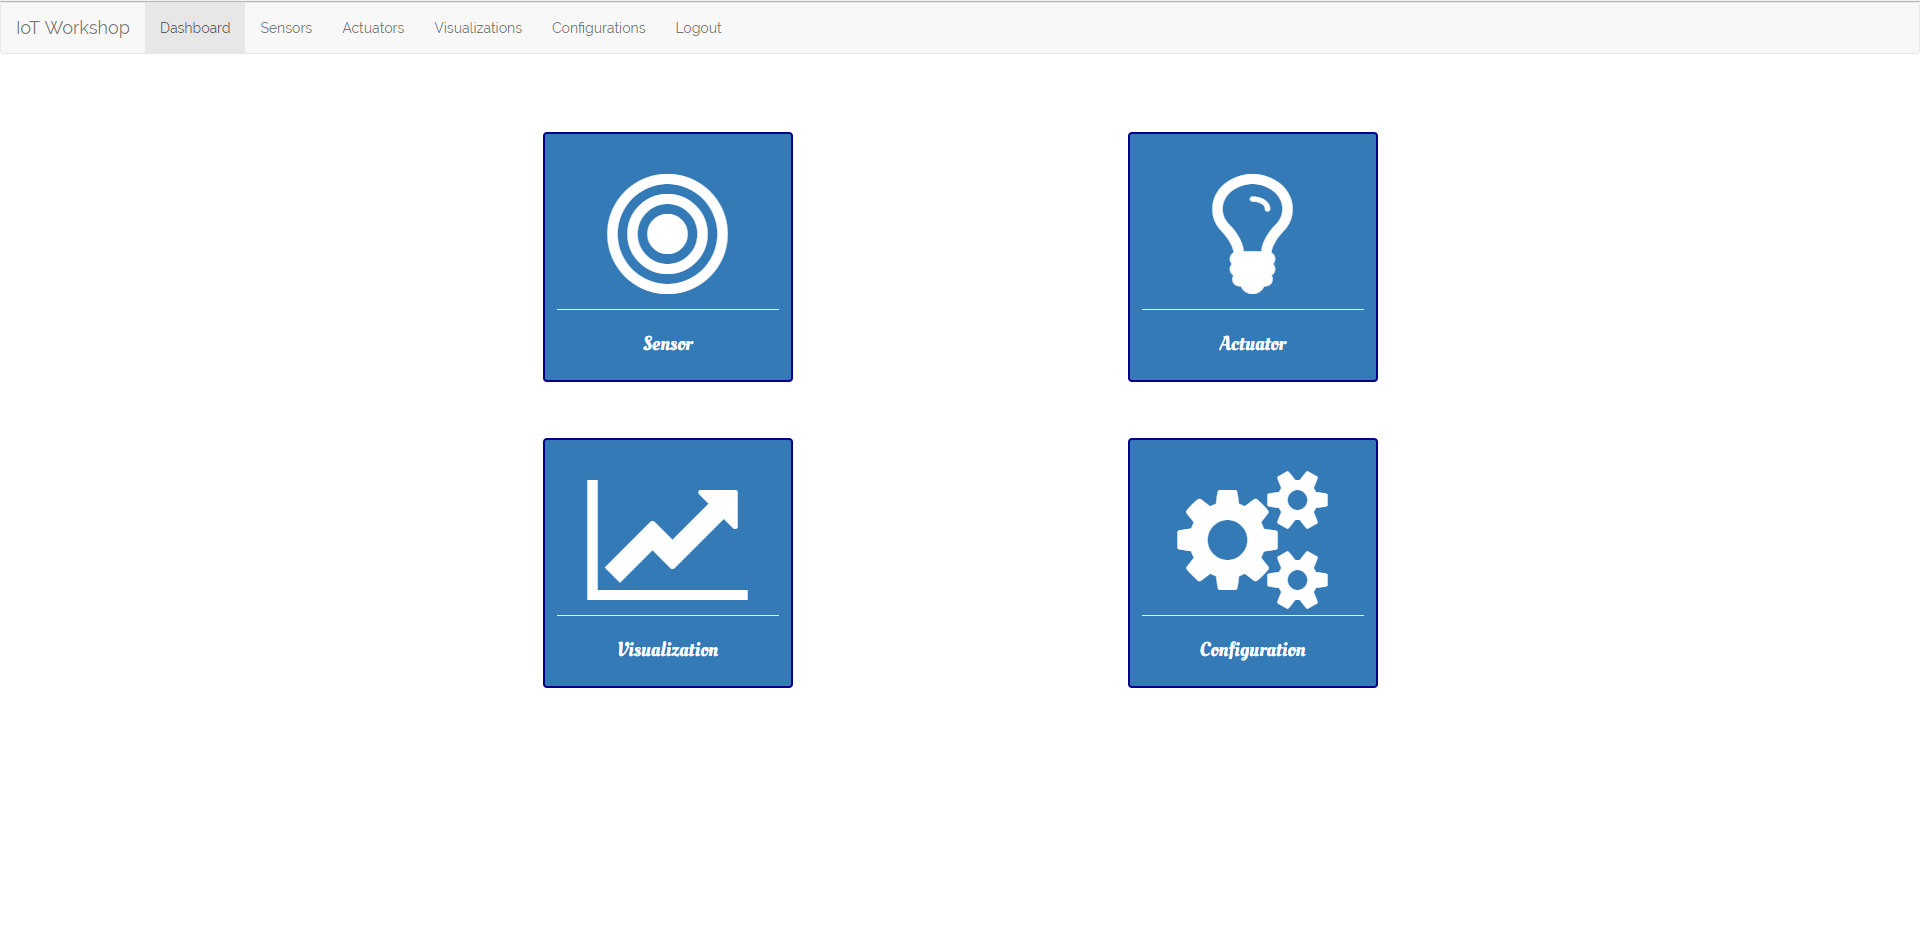 IoT Workshop Dashboard Sensors Actuators Visualizations Configurations Logout
Sensor
Actuator
Visualization
Configuration